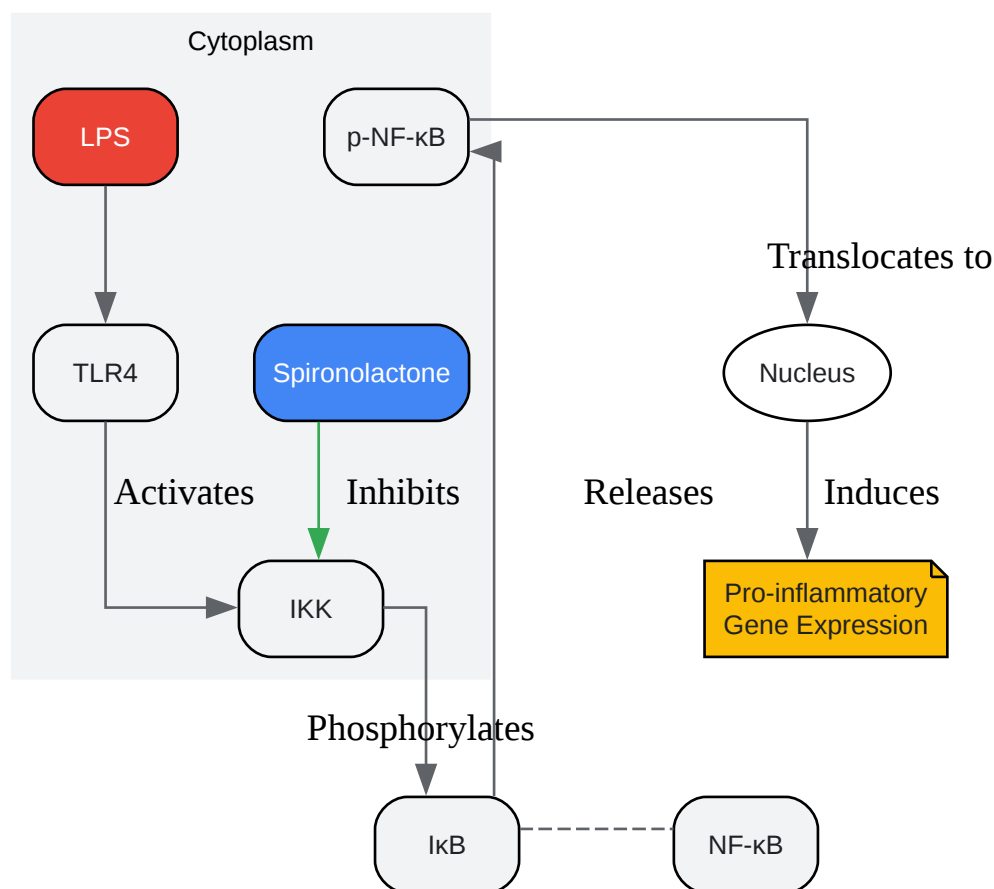 Cytoplasm
LPS
p-NF-κB
Translocates to
TLR4
Spironolactone
Nucleus
Activates
Inhibits
Releases
Induces
IKK
Pro-inflammatory
Gene Expression
Phosphorylates
IκB
NF-κB